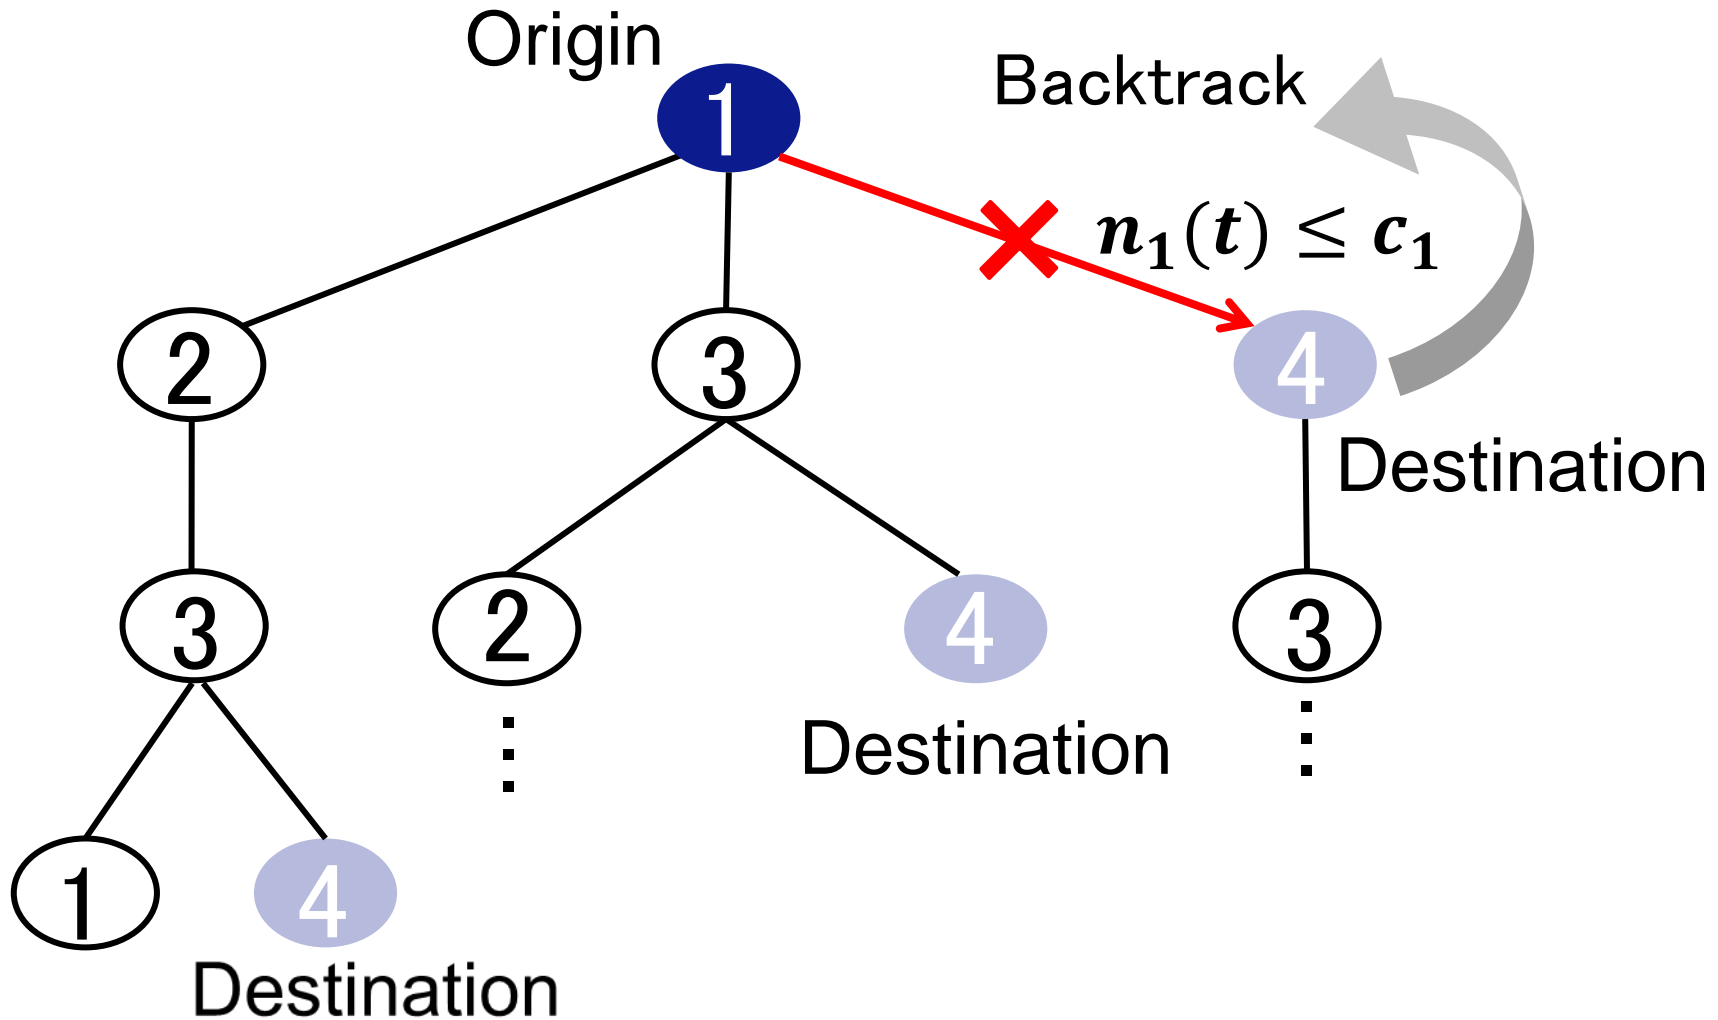 Origin
Backtrack
1
n₁(t) ≤ c₁
2
3
4
Destination
3
2
4
3
Destination
⋮
⋮
1
4
Destination